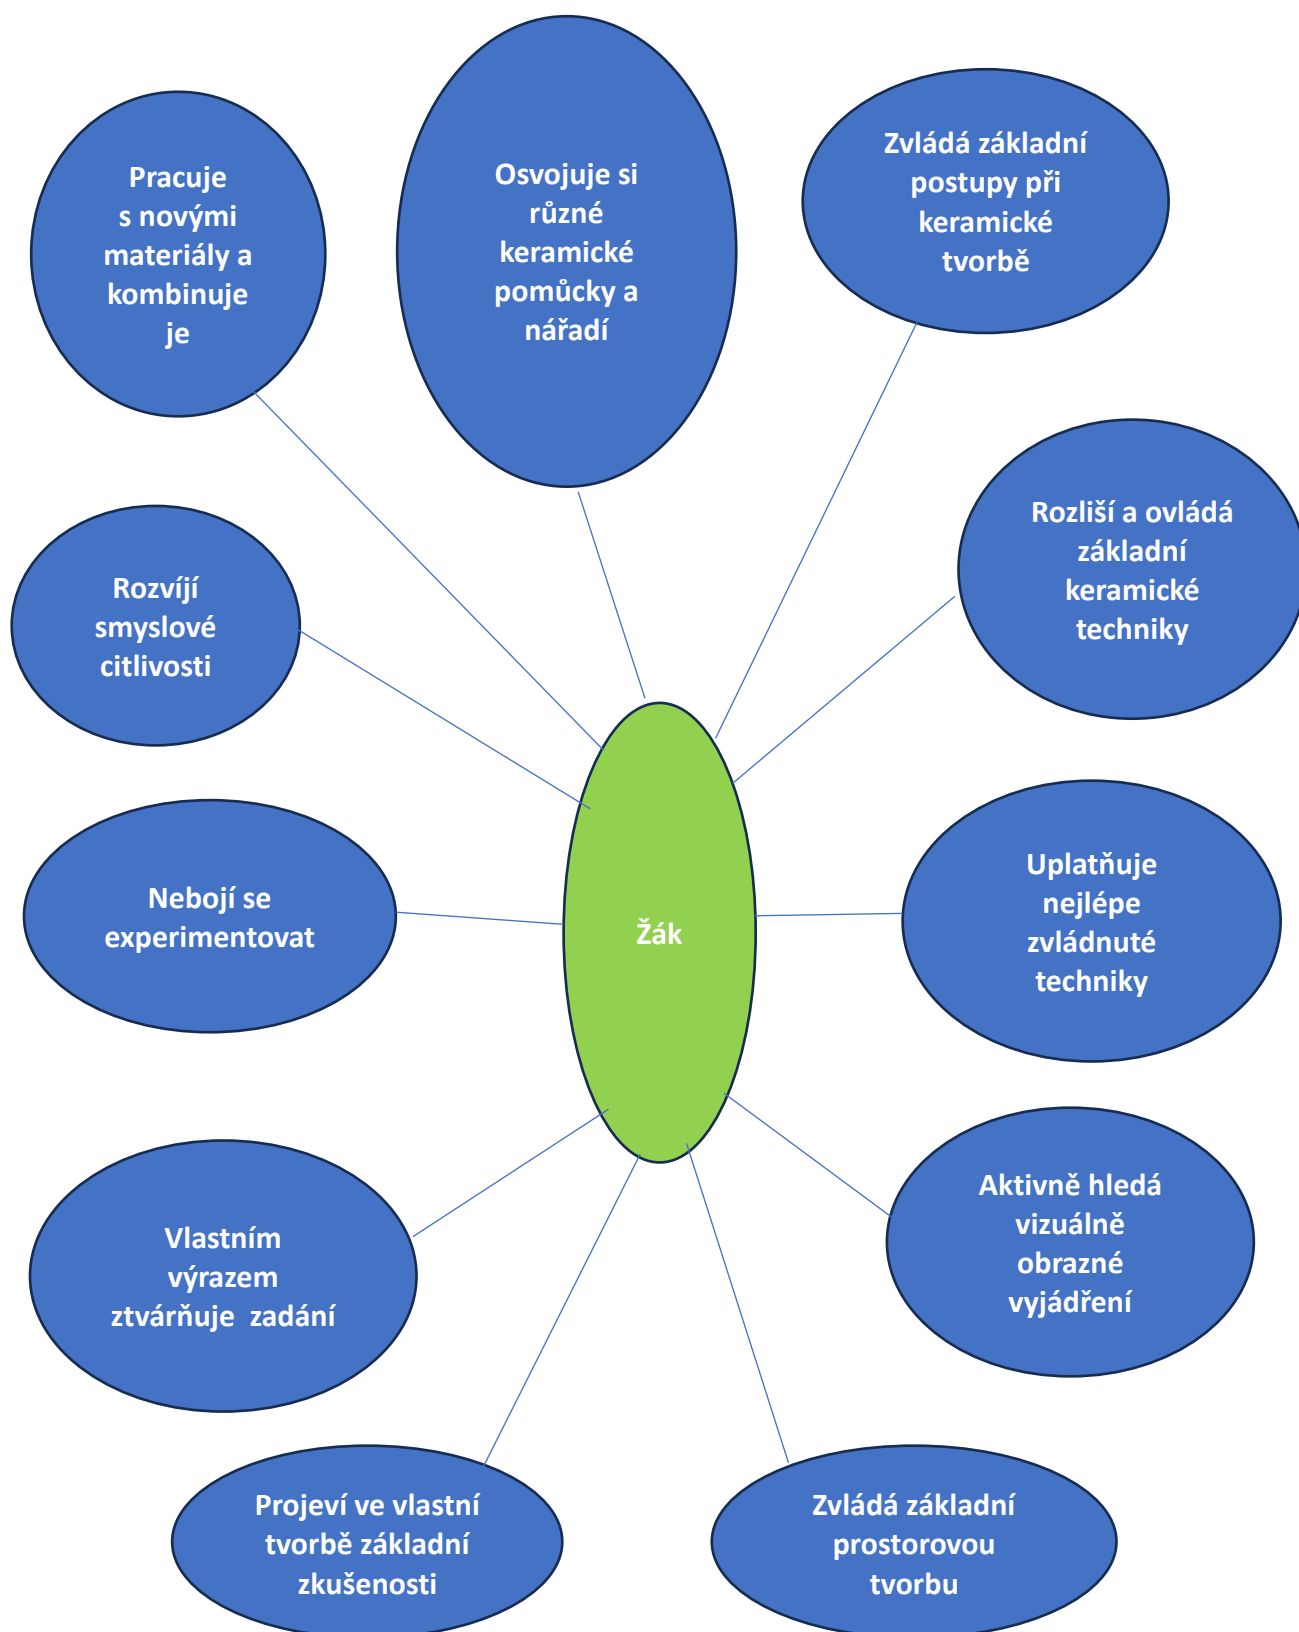 Pracuje
s novými
materiály a
kombinuje
je
Osvojuje si
různé
keramické
pomůcky a
nářadí
Zvládá základní
postupy při
keramické
tvorbě
Rozliší a ovládá
základní
keramické
techniky
Rozvíjí
smyslové
citlivosti
Nebojí se
experimentovat
Žák
Uplatňuje
nejlépe
zvládnuté
techniky
Vlastním
výrazem
ztvárňuje  zadání
Aktivně hledá
vizuálně
obrazné
vyjádření
Projeví ve vlastní
tvorbě základní
zkušenosti
Zvládá základní
prostorovou
tvorbu